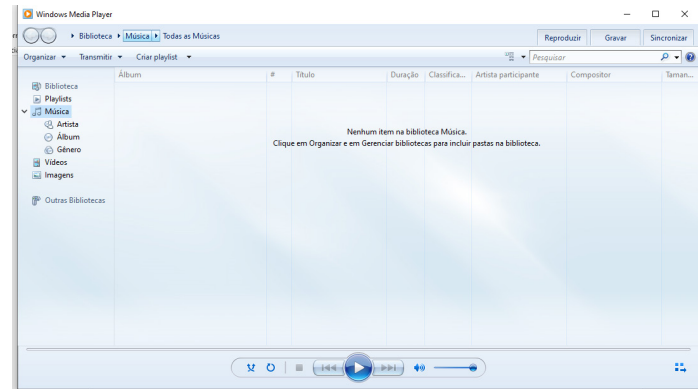 Windows Media Player
Biblioteca Música Todas as Músicas
Reproduzir Gravar Sincronizar
Organizar Transmitir Criar playlist Pesquisar
Álbum # Título Duração Classifica... Artista participante Compositor Taman...
Biblioteca
Playlists
Música
Artista
Álbum
Gênero
Vídeos
Imagens
Outras Bibliotecas
Nenhum item na biblioteca Música.
Clique em Organizar e em Gerenciar bibliotecas para incluir pastas na biblioteca.